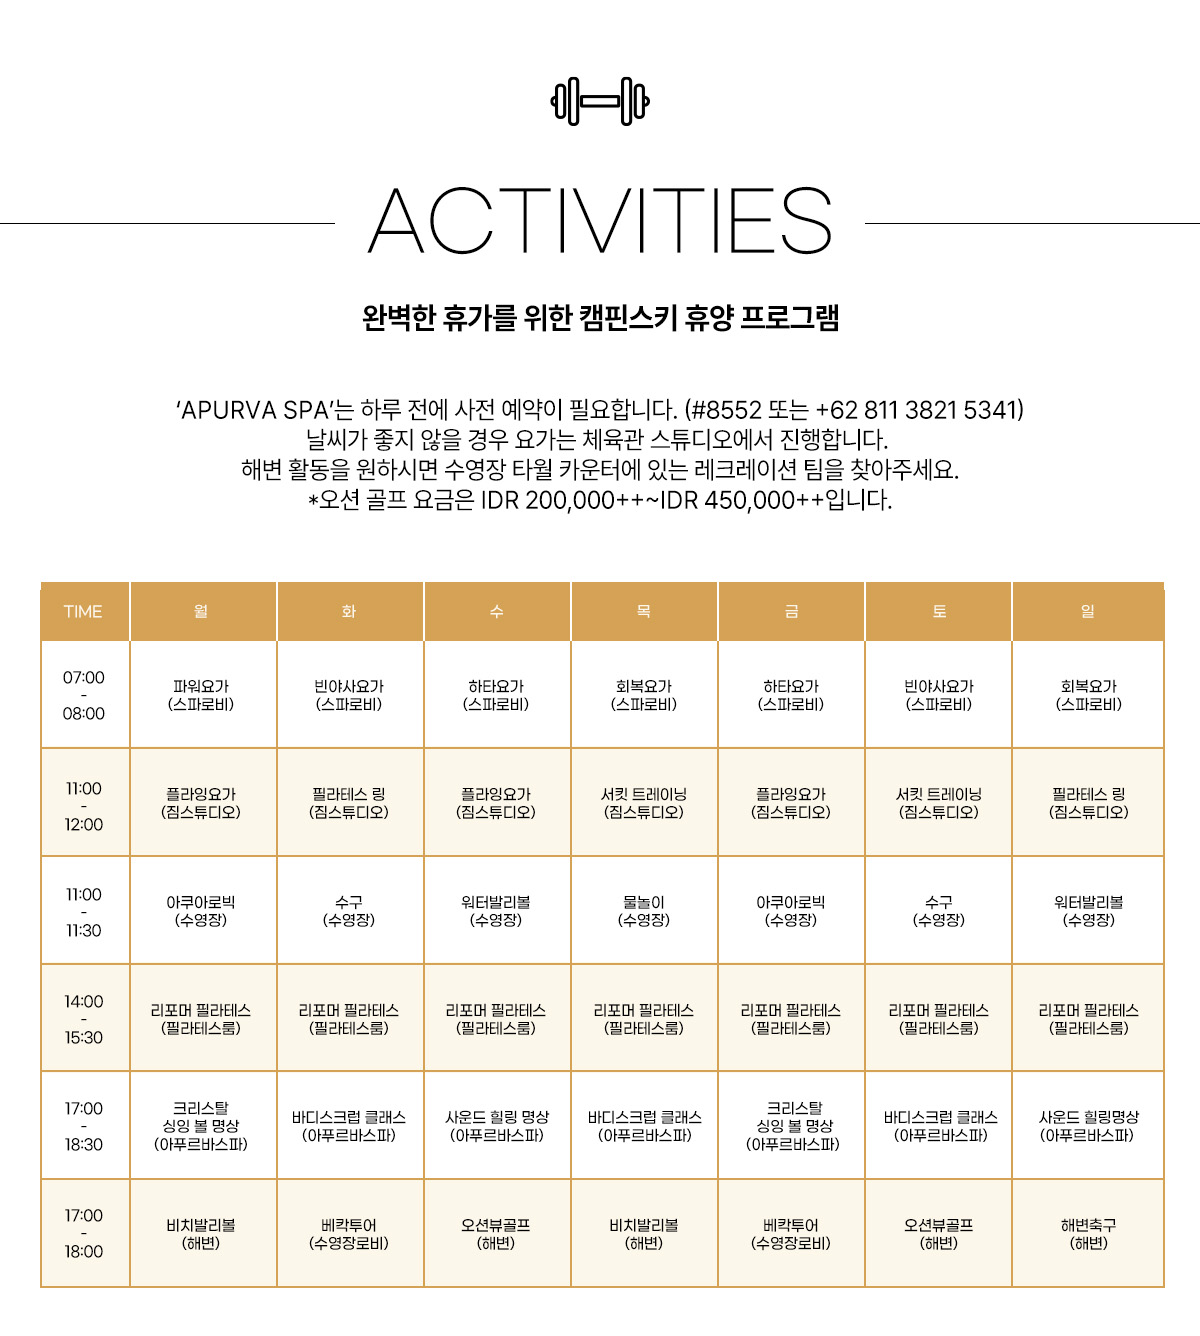 ACTIVITIES
완벽한 휴가를 위한 캠핀스키 휴양 프로그램
‘APURVA SPA’는 하루 전에 사전 예약이 필요합니다. (#8552 또는 +62 811 3821 5341)
날씨가 좋지 않을 경우 요가는 체육관 스튜디오에서 진행합니다.
해변 활동을 원하시면 수영장 타월 카운터에 있는 레크레이션 팀을 찾아주세요.
*오션 골프 요금은 IDR 200,000++~IDR 450,000++입니다.
TIME 월 화 수 목 금 토 일
07:00
-
08:00
파워요가 빈야사요가 하타요가 회복요가 하타요가 빈야사요가 회복요가
(스파로비) (스파로비) (스파로비) (스파로비) (스파로비) (스파로비) (스파로비)
11:00
-
12:00
플라잉요가 필라테스 링 플라잉요가 서킷 트레이닝 플라잉요가 서킷 트레이닝 필라테스 링
(짐스튜디오) (짐스튜디오) (짐스튜디오) (짐스튜디오) (짐스튜디오) (짐스튜디오) (짐스튜디오)
11:00
-
11:30
아쿠아로빅 수구 워터발리볼 물놀이 아쿠아로빅 수구 워터발리볼
(수영장) (수영장) (수영장) (수영장) (수영장) (수영장) (수영장)
14:00
-
15:30
리포머 필라테스 리포머 필라테스 리포머 필라테스 리포머 필라테스 리포머 필라테스 리포머 필라테스 리포머 필라테스
(필라테스룸) (필라테스룸) (필라테스룸) (필라테스룸) (필라테스룸) (필라테스룸) (필라테스룸)
17:00
-
18:30
크리스탈
싱잉 볼 명상
(아푸르바스파)
바디스크럽 클래스
(아푸르바스파)
사운드 힐링 명상
(아푸르바스파)
바디스크럽 클래스
(아푸르바스파)
크리스탈
싱잉 볼 명상
(아푸르바스파)
바디스크럽 클래스
(아푸르바스파)
사운드 힐링명상
(아푸르바스파)
17:00
-
18:00
비치발리볼 베칵투어 오션뷰골프 비치발리볼 베칵투어 오션뷰골프 해변축구
(해변) (수영장로비) (해변) (해변) (수영장로비) (해변) (해변)